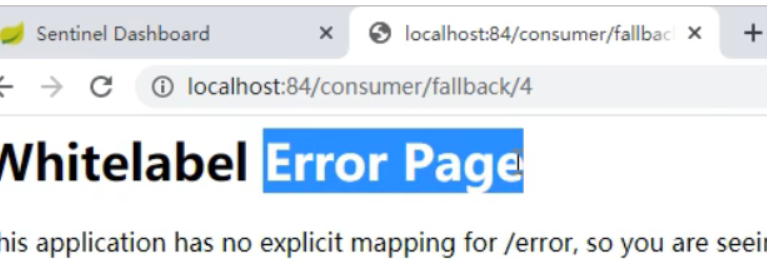 Sentinel Dashboard
localhost:84/consumer/fallbac
localhost:84/consumer/fallback/4
Whitelabel Error Page
his application has no explicit mapping for /error, so you are seei